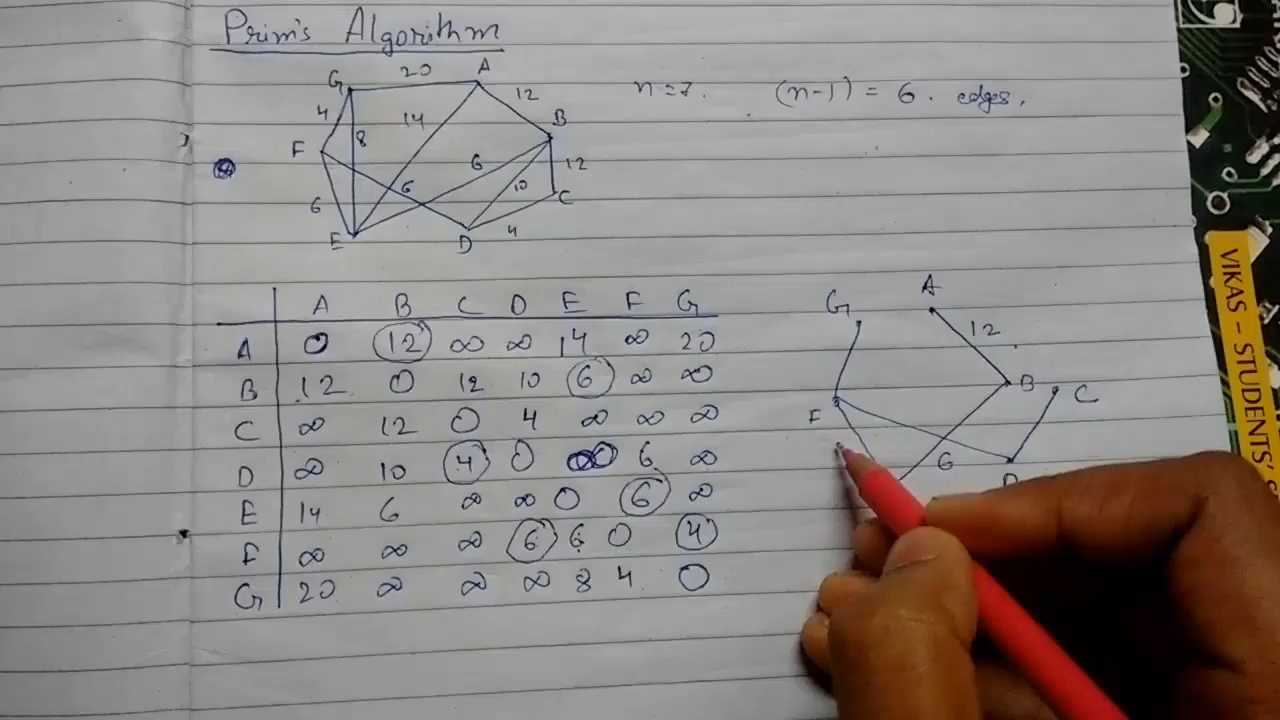 Prim's Algorithm
n=7. (n-1) = 6. edges.
G 20 A
12
4 14 B
F 8 6 12
6 6 10 C
E D 4
A B C D E F G
A 0 12 ∞ ∞ 14 ∞ 20
B 12 0 12 10 6 ∞ ∞
C ∞ 12 0 4 ∞ ∞ ∞
D ∞ 10 4 0 ∞ 6 ∞
E 14 6 ∞ ∞ 0 6 ∞
F ∞ ∞ ∞ 6 6 0 4
G 20 ∞ ∞ ∞ 8 4 0
G A
12
B C
F
6
VIKAS – STUDENTS'